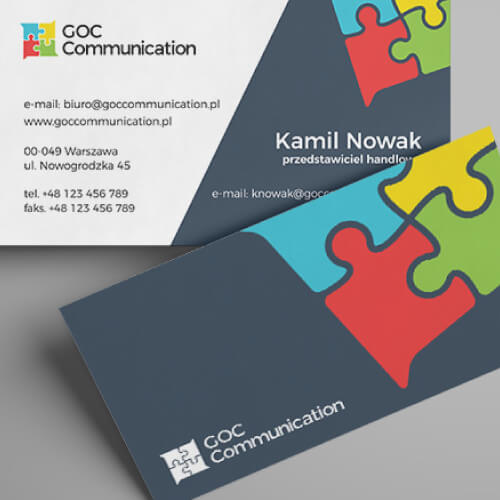 GOC
Communication
e-mail: biuro@goccommunication.pl
www.goccommunication.pl
00-049 Warszawa
ul. Nowogrodzka 45
tel. +48 123 456 789
faks. +48 123 456 789
Kamil Nowak
przedstawiciel
e-mail:
GOC
Communication